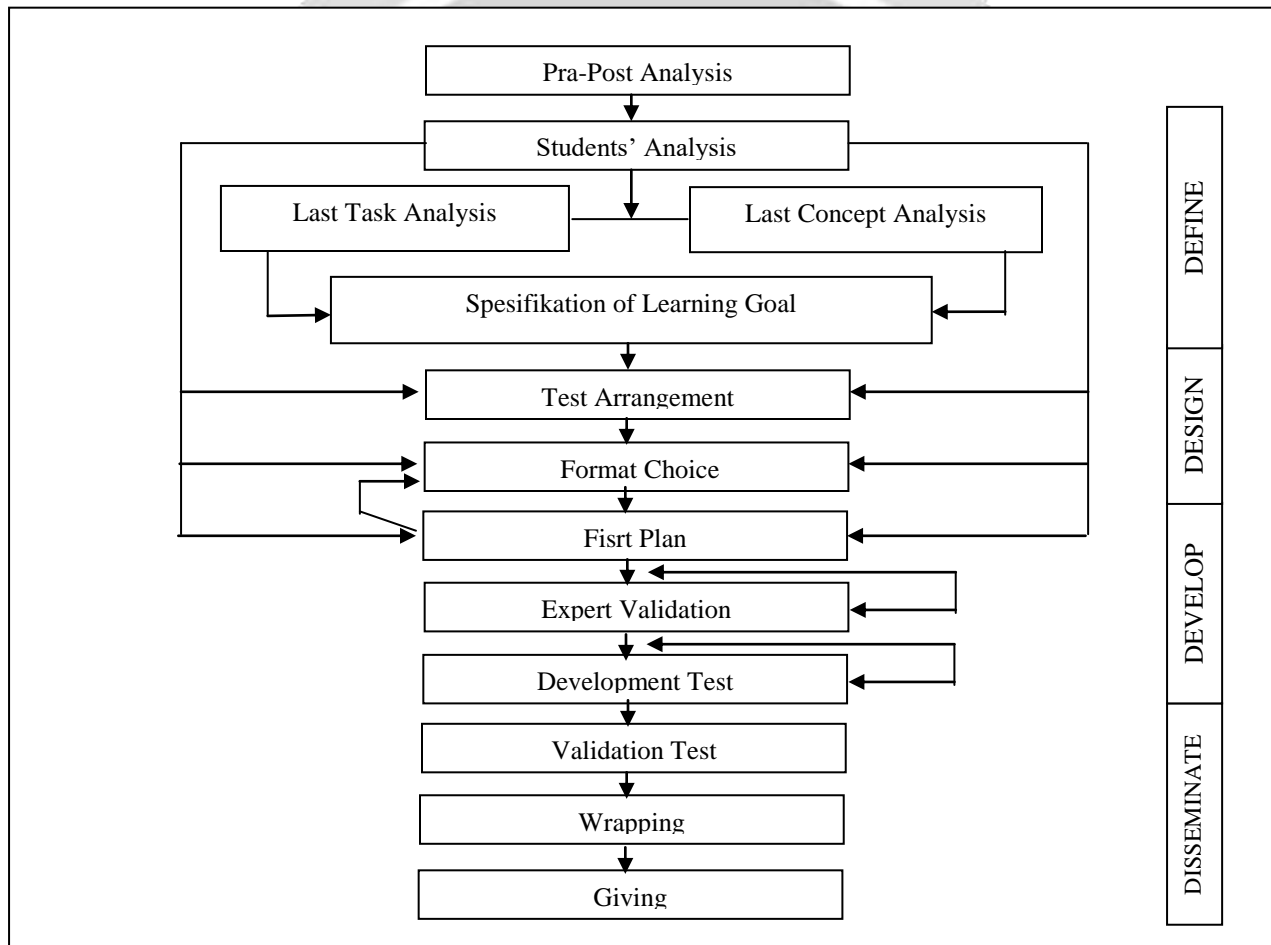 Pra-Post Analysis
Students’ Analysis
Last Task Analysis
Last Concept Analysis
Spesifikation of Learning Goal
Test Arrangement
Format Choice
Fisrt Plan
Expert Validation
Development Test
Validation Test
Wrapping
Giving
DEFINE
DESIGN
DEVELOP
DISSEMINATE